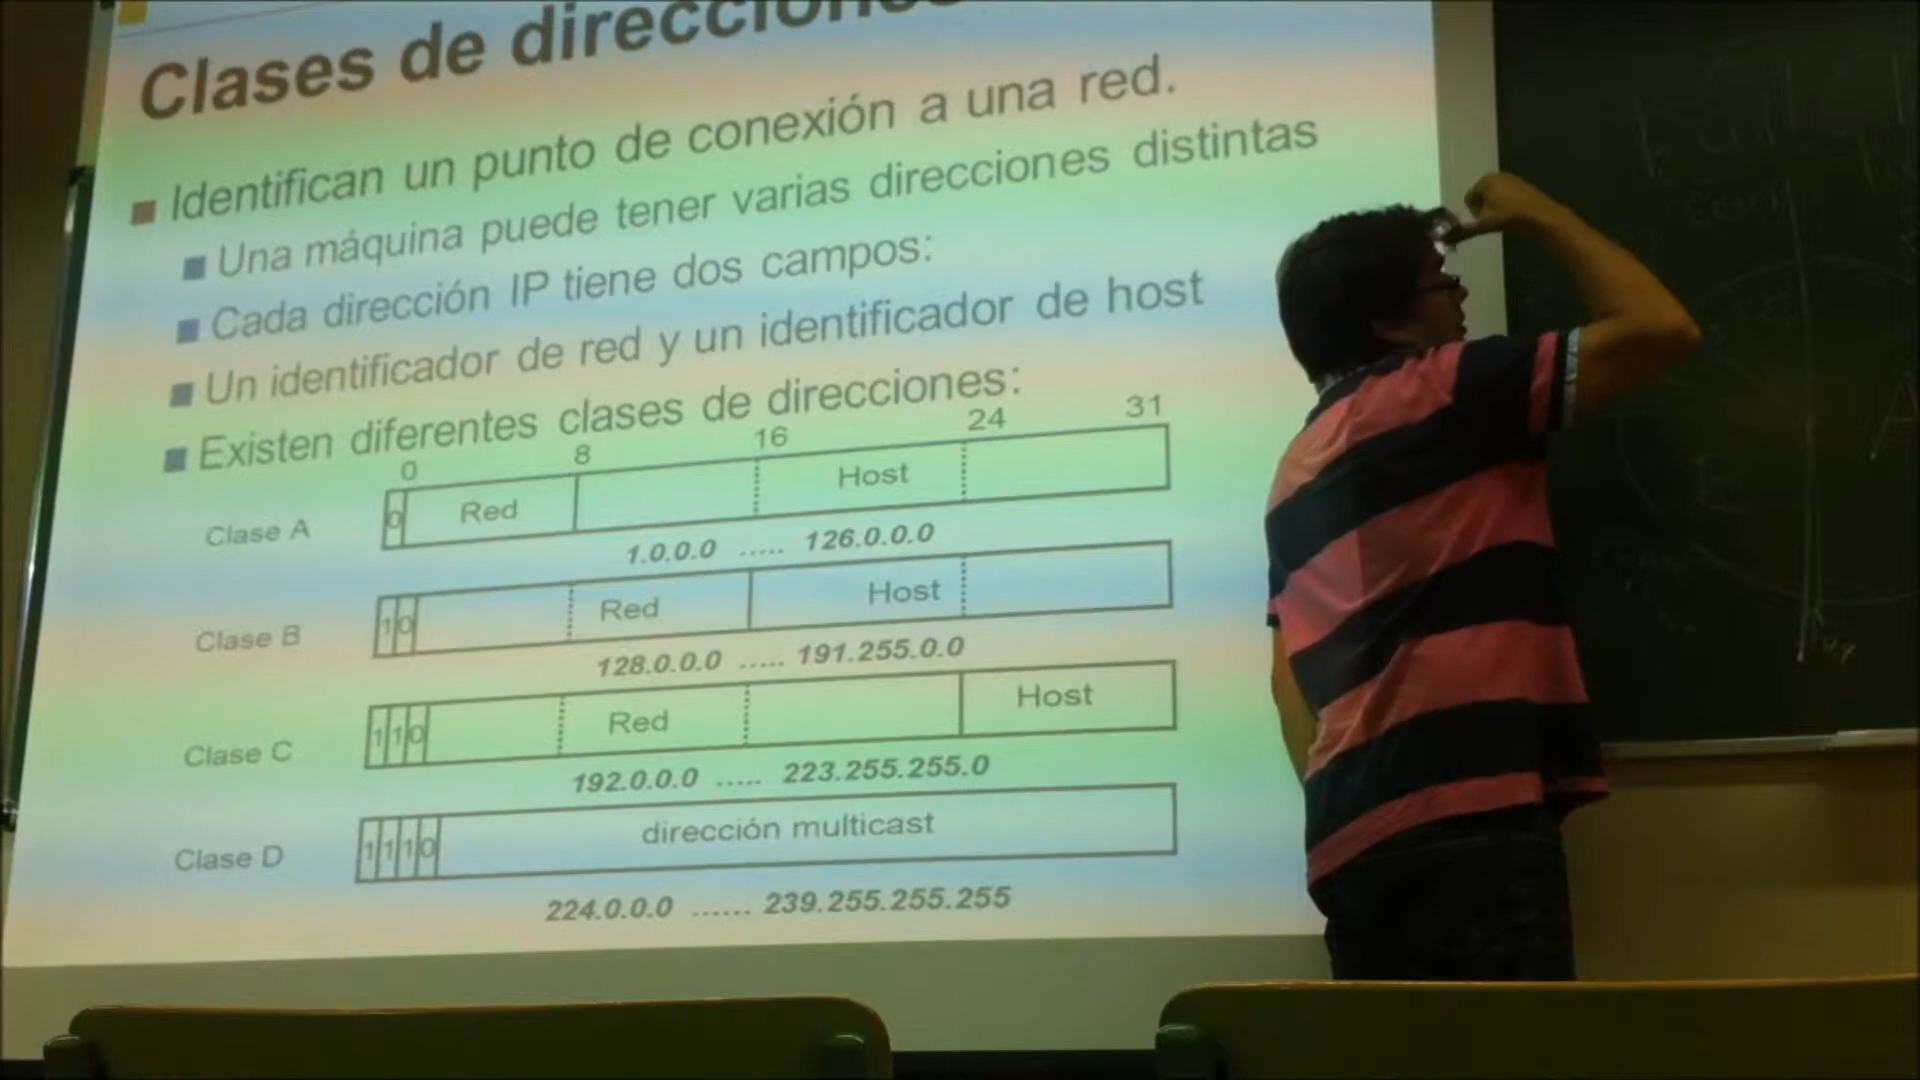 Clases de
Identifican un punto de conexión a una red.
Una máquina puede tener varias direcciones distintas
Cada dirección IP tiene dos campos:
Un identificador de red y un identificador de host
Existen diferentes clases de direcciones:
0 8 16 24 31
Clase A 0 Red Host
1.0.0.0 ..... 126.0.0.0
Clase B 1 0 Red Host
128.0.0.0 ..... 191.255.0.0
Clase C 1 1 0 Red Host
192.0.0.0 ..... 223.255.255.0
Clase D 1 1 1 0 dirección multicast
224.0.0.0 ...... 239.255.255.255
E
A